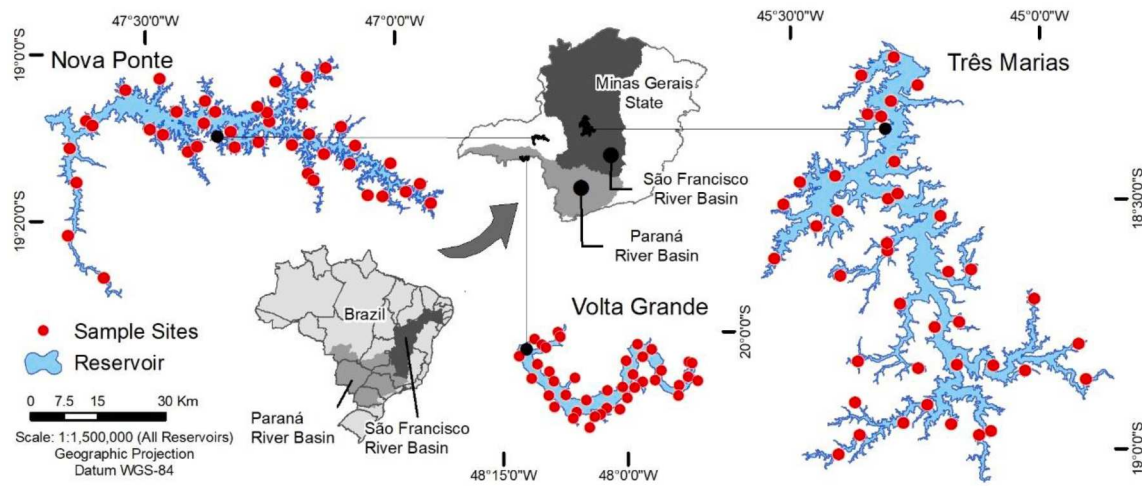 47°30'0"W
47°0'0"W
19°0'0"S
19°20'0"S
Nova Ponte
Minas Gerais
State
São Francisco
River Basin
Paraná
River Basin
45°30'0"W
45°0'0"W
Três Marias
18°30'0"S
19°0'0"S
Brazil
Paraná
River Basin
São Francisco
River Basin
Volta Grande
20°0'0"S
48°15'0"W
48°0'0"W
Sample Sites
Reservoir
0 7.5 15 30 Km
Scale: 1:1,500,000 (All Reservoirs)
Geographic Projection
Datum WGS-84